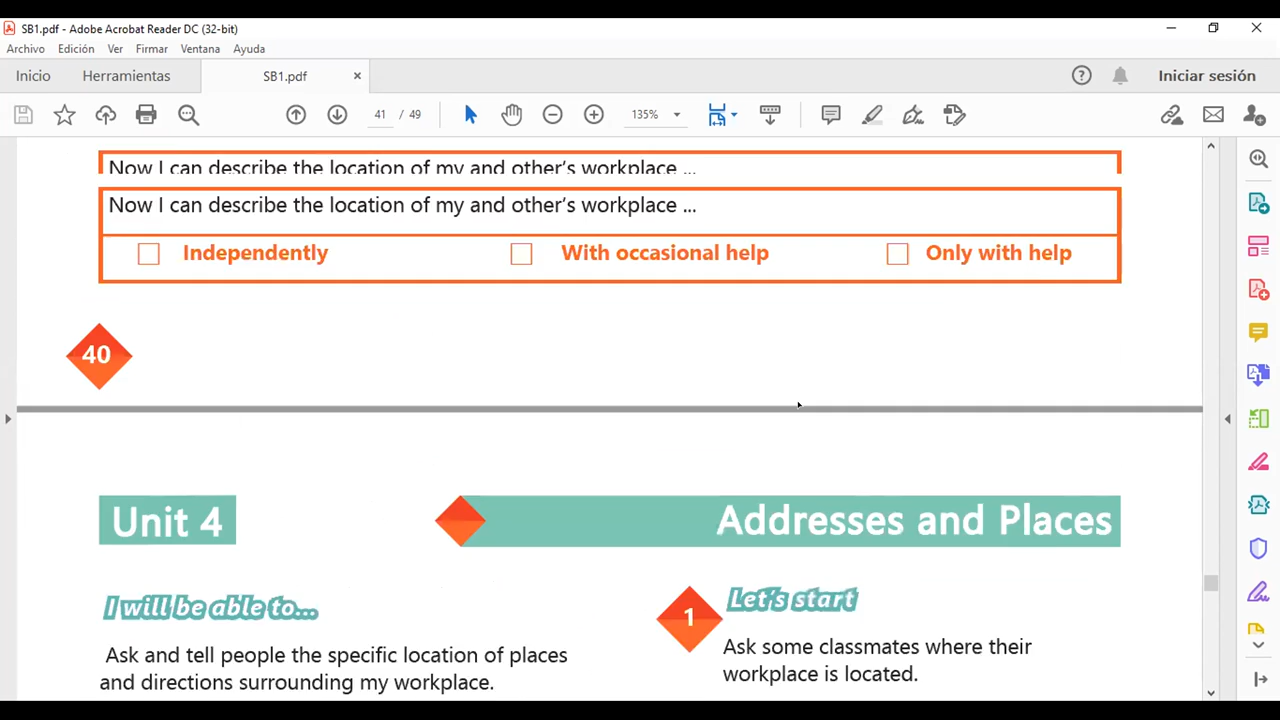 SB1.pdf - Adobe Acrobat Reader DC (32-bit)
Archivo Edición Ver Firmar Ventana Ayuda
Inicio Herramientas SB1.pdf × Iniciar sesión
41 / 49 135%
Now I can describe the location of my and other's workplace ...
Now I can describe the location of my and other's workplace ...
Independently With occasional help Only with help
40
Unit 4 Addresses and Places
I will be able to...
Ask and tell people the specific location of places
and directions surrounding my workplace.
1 Let's start
Ask some classmates where their
workplace is located.